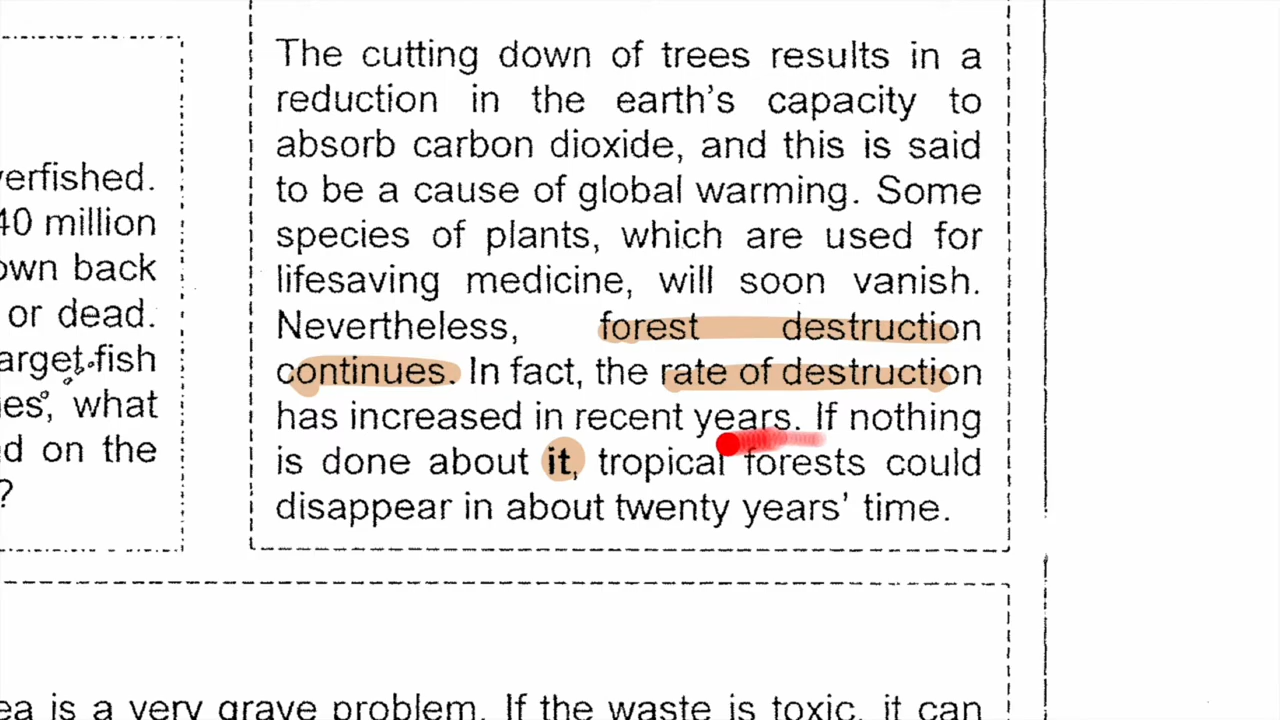 The cutting down of trees results in a
reduction in the earth's capacity to
absorb carbon dioxide, and this is said
to be a cause of global warming. Some
species of plants, which are used for
lifesaving medicine, will soon vanish.
Nevertheless, forest destruction
continues. In fact, the rate of destruction
has increased in recent years. If nothing
is done about it, tropical forests could
disappear in about twenty years' time.
erfished.
40 million
own back
or dead.
arget fish
es, what
d on the
?
ea is a very grave problem. If the waste is toxic, it can